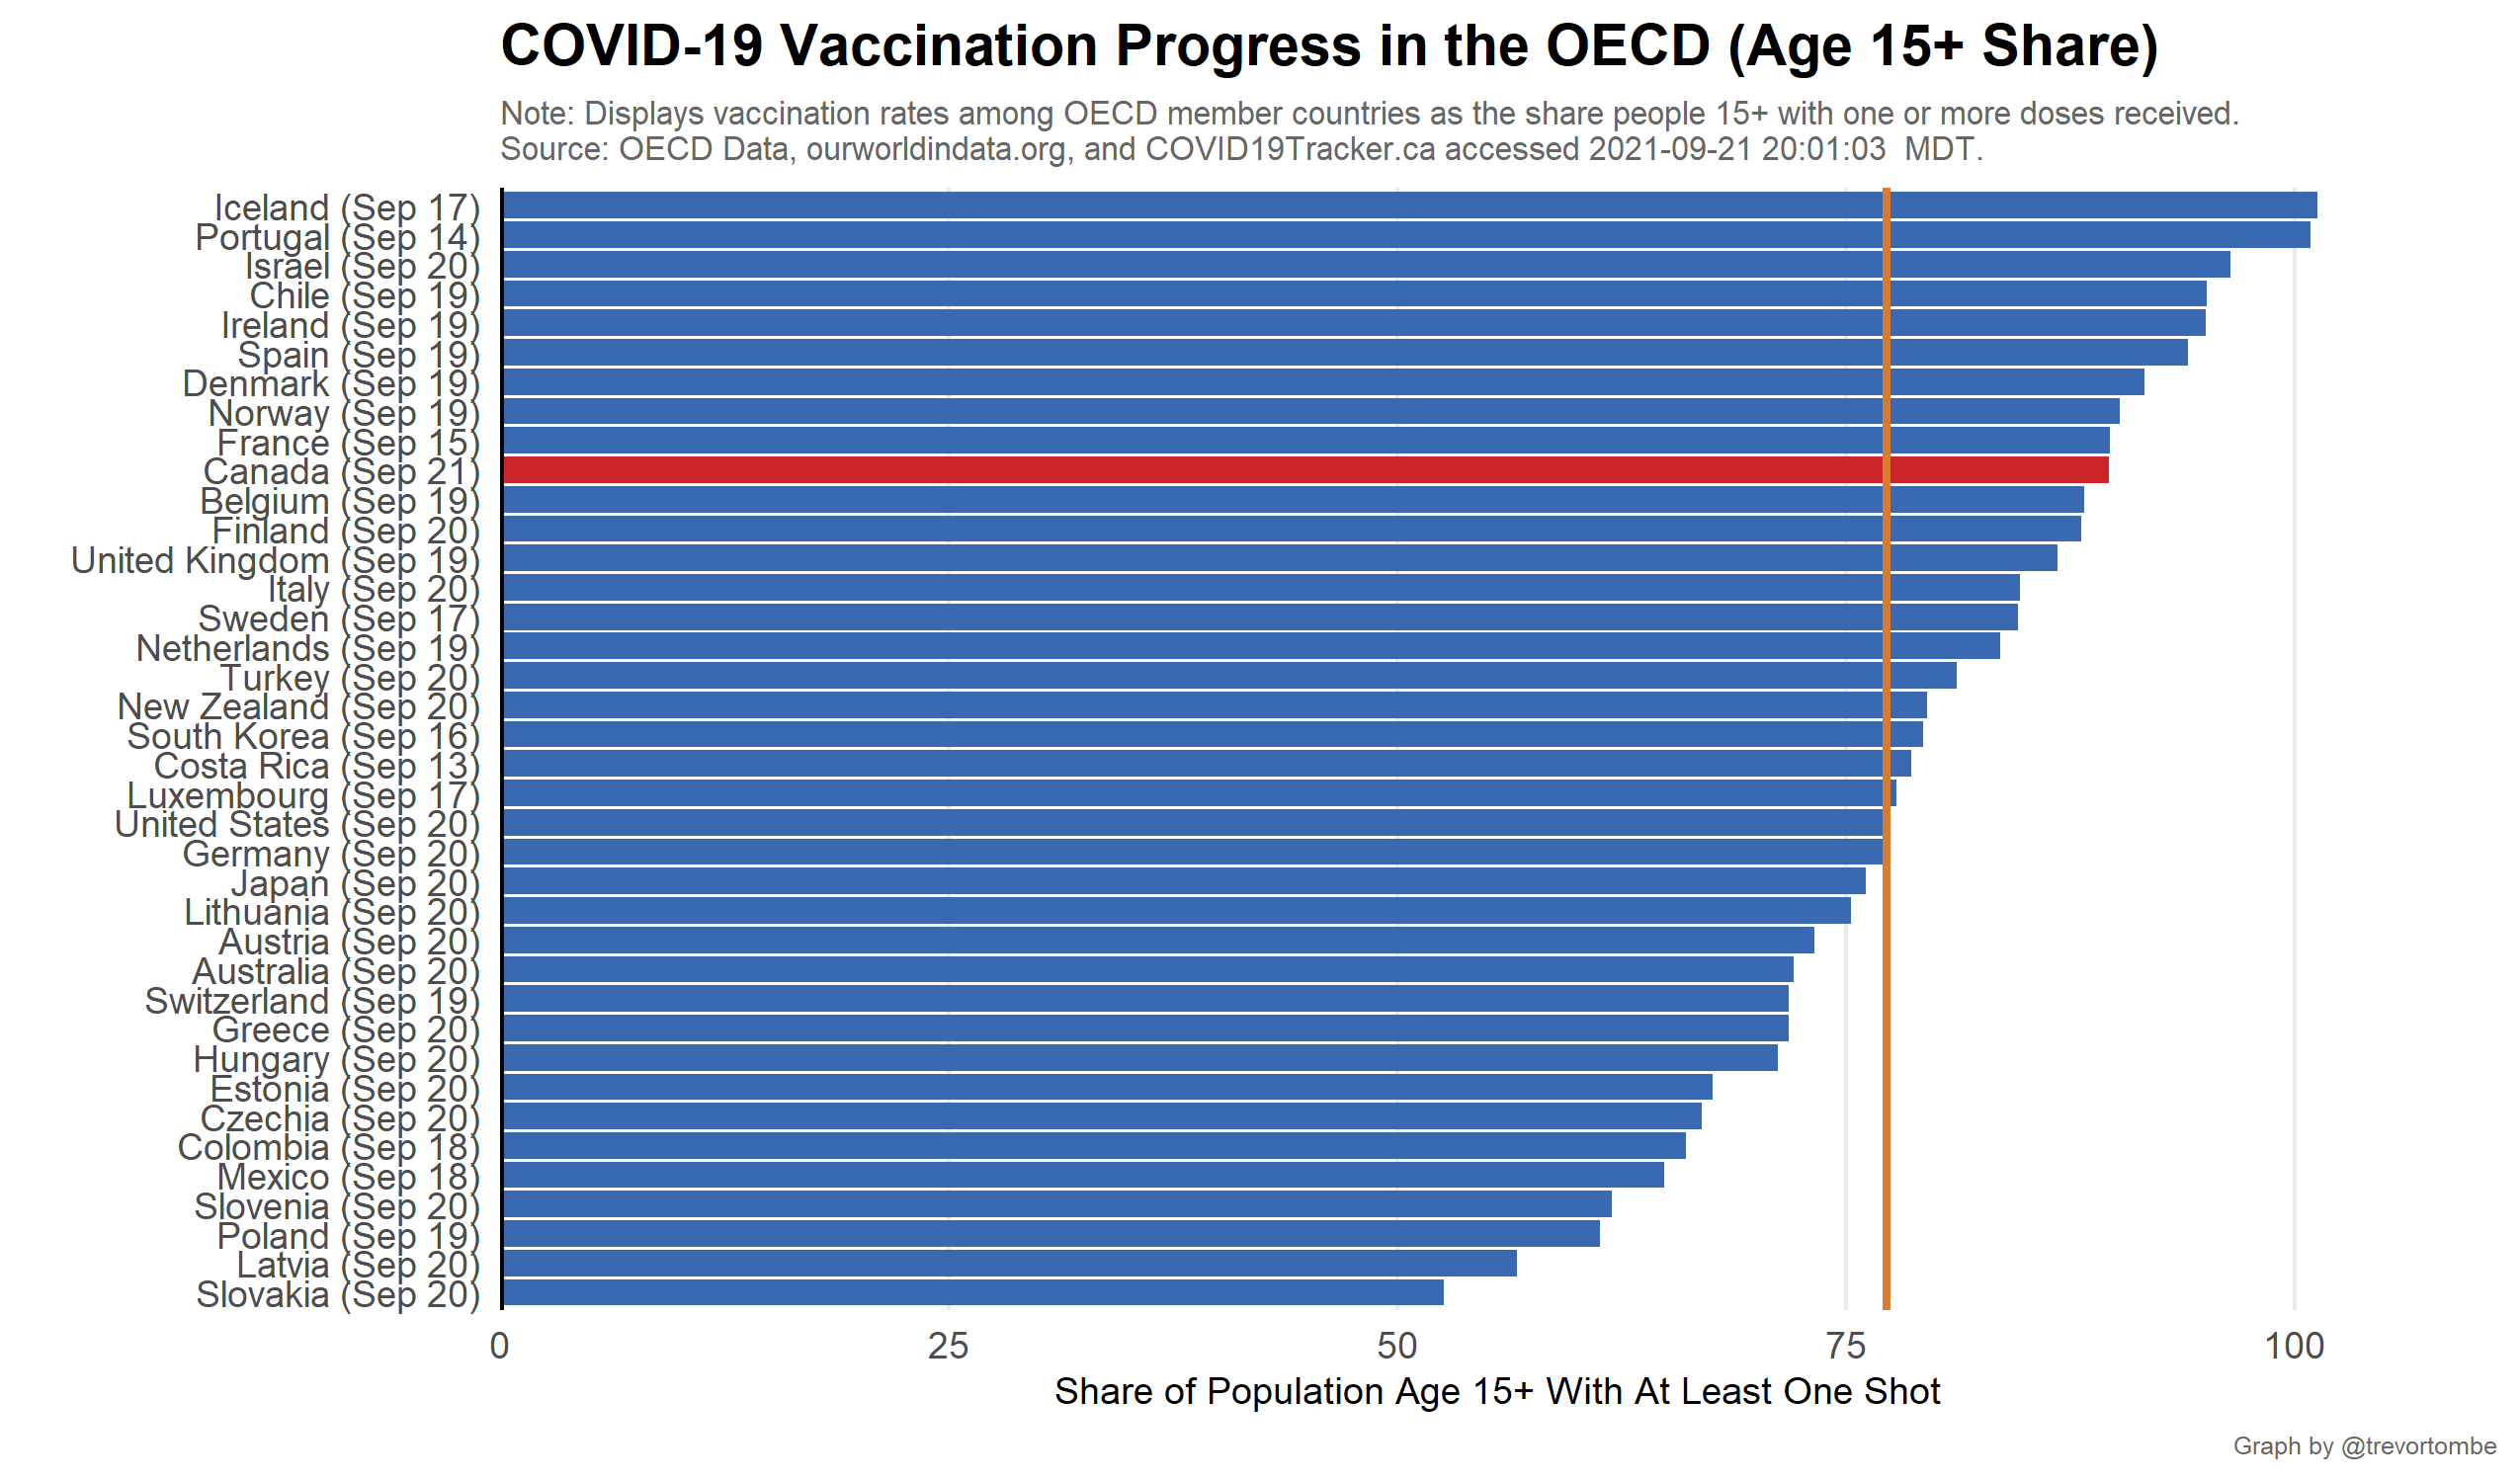 COVID-19 Vaccination Progress in the OECD (Age 15+ Share)
Note: Displays vaccination rates among OECD member countries as the share people 15+ with one or more doses received.
Source: OECD Data, ourworldindata.org, and COVID19Tracker.ca accessed 2021-09-21 20:01:03  MDT.
Iceland (Sep 17)
Portugal (Sep 14)
Israel (Sep 20)
Chile (Sep 19)
Ireland (Sep 19)
Spain (Sep 19)
Denmark (Sep 19)
Norway (Sep 19)
France (Sep 15)
Canada (Sep 21)
Belgium (Sep 19)
Finland (Sep 20)
United Kingdom (Sep 19)
Italy (Sep 20)
Sweden (Sep 17)
Netherlands (Sep 19)
Turkey (Sep 20)
New Zealand (Sep 20)
South Korea (Sep 16)
Costa Rica (Sep 13)
Luxembourg (Sep 17)
United States (Sep 20)
Germany (Sep 20)
Japan (Sep 20)
Lithuania (Sep 20)
Austria (Sep 20)
Australia (Sep 20)
Switzerland (Sep 19)
Greece (Sep 20)
Hungary (Sep 20)
Estonia (Sep 20)
Czechia (Sep 20)
Colombia (Sep 18)
Mexico (Sep 18)
Slovenia (Sep 20)
Poland (Sep 19)
Latvia (Sep 20)
Slovakia (Sep 20)
0 25 50 75 100
Share of Population Age 15+ With At Least One Shot
Graph by @trevortombe